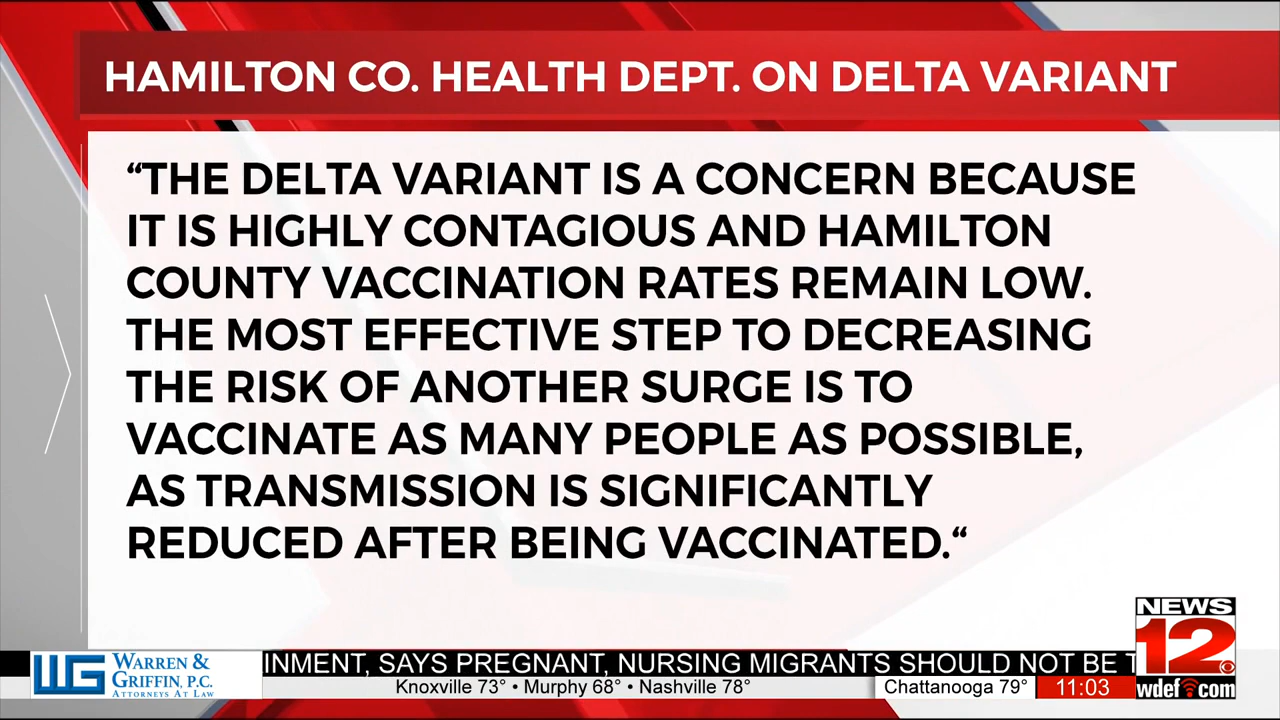 HAMILTON CO. HEALTH DEPT. ON DELTA VARIANT
“THE DELTA VARIANT IS A CONCERN BECAUSE
IT IS HIGHLY CONTAGIOUS AND HAMILTON
COUNTY VACCINATION RATES REMAIN LOW.
THE MOST EFFECTIVE STEP TO DECREASING
THE RISK OF ANOTHER SURGE IS TO
VACCINATE AS MANY PEOPLE AS POSSIBLE,
AS TRANSMISSION IS SIGNIFICANTLY
REDUCED AFTER BEING VACCINATED.“
NEWS
12
wdef.com
WG WARREN &
GRIFFIN, P.C.
ATTORNEYS AT LAW
INMENT, SAYS PREGNANT, NURSING MIGRANTS SHOULD NOT BE T
Knoxville 73° • Murphy 68° • Nashville 78°
Chattanooga 79°
11:03